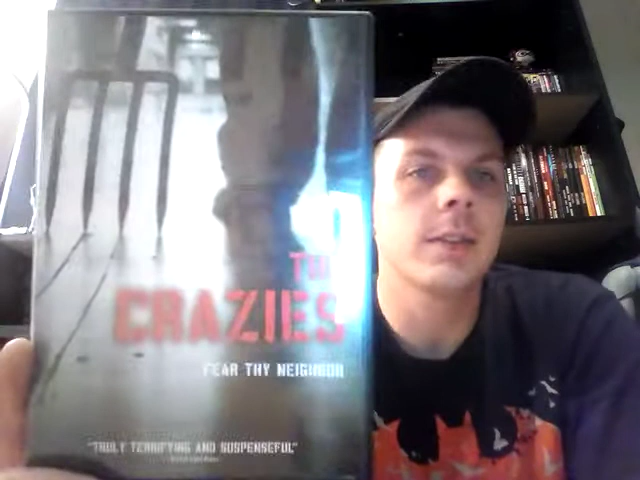 THE
CRAZIES
FEAR THY NEIGHBOR
"TRULY TERRIFYING AND SUSPENSEFUL"